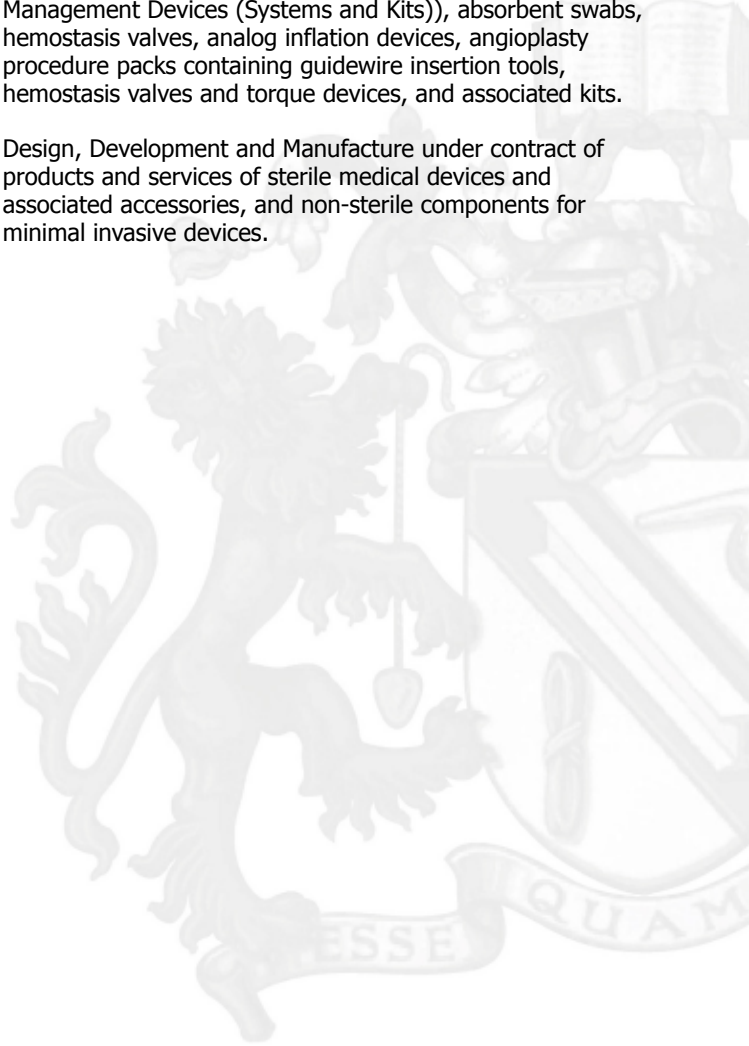 Management Devices (Systems and Kits)), absorbent swabs,
hemostasis valves, analog inflation devices, angioplasty
procedure packs containing guidewire insertion tools,
hemostasis valves and torque devices, and associated kits.
Design, Development and Manufacture under contract of
products and services of sterile medical devices and
associated accessories, and non-sterile components for
minimal invasive devices.
ESSE QUAM